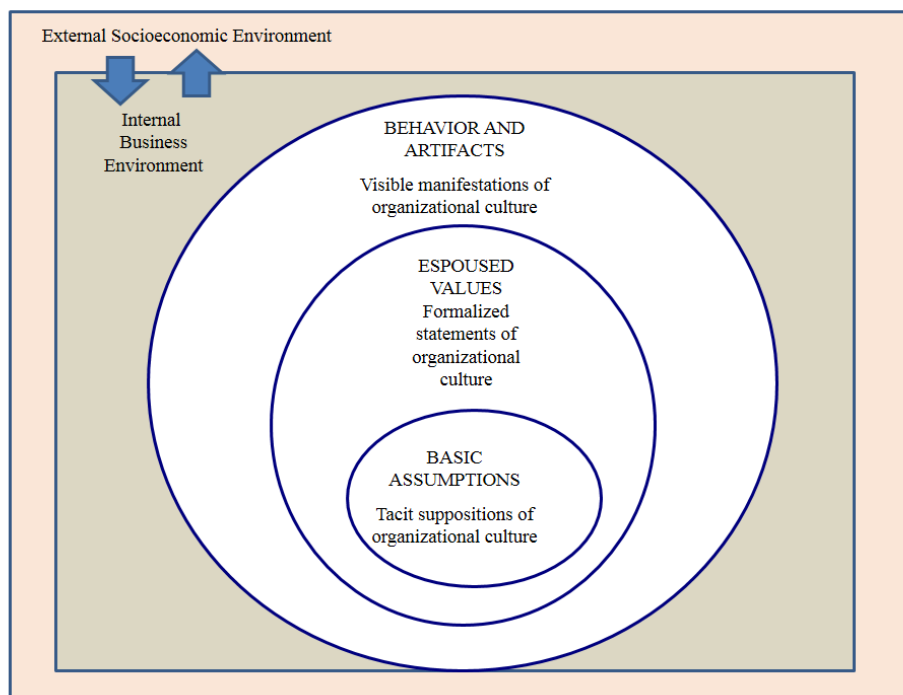 External Socioeconomic Environment
Internal
Business
Environment
BEHAVIOR AND
ARTIFACTS
Visible manifestations of
organizational culture
ESPOUSED
VALUES
Formalized
statements of
organizational
culture
BASIC
ASSUMPTIONS
Tacit suppositions of
organizational culture